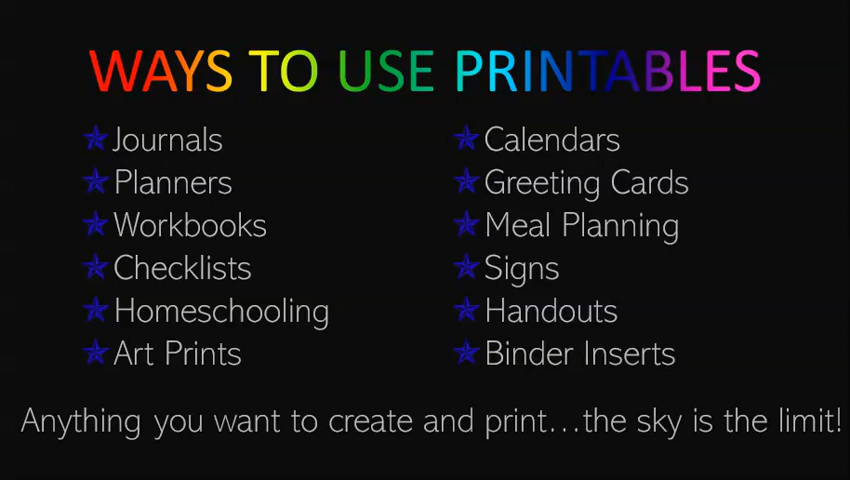 WAYS TO USE PRINTABLES
Journals
Planners
Workbooks
Checklists
Homeschooling
Art Prints
Calendars
Greeting Cards
Meal Planning
Signs
Handouts
Binder Inserts
Anything you want to create and print...the sky is the limit!